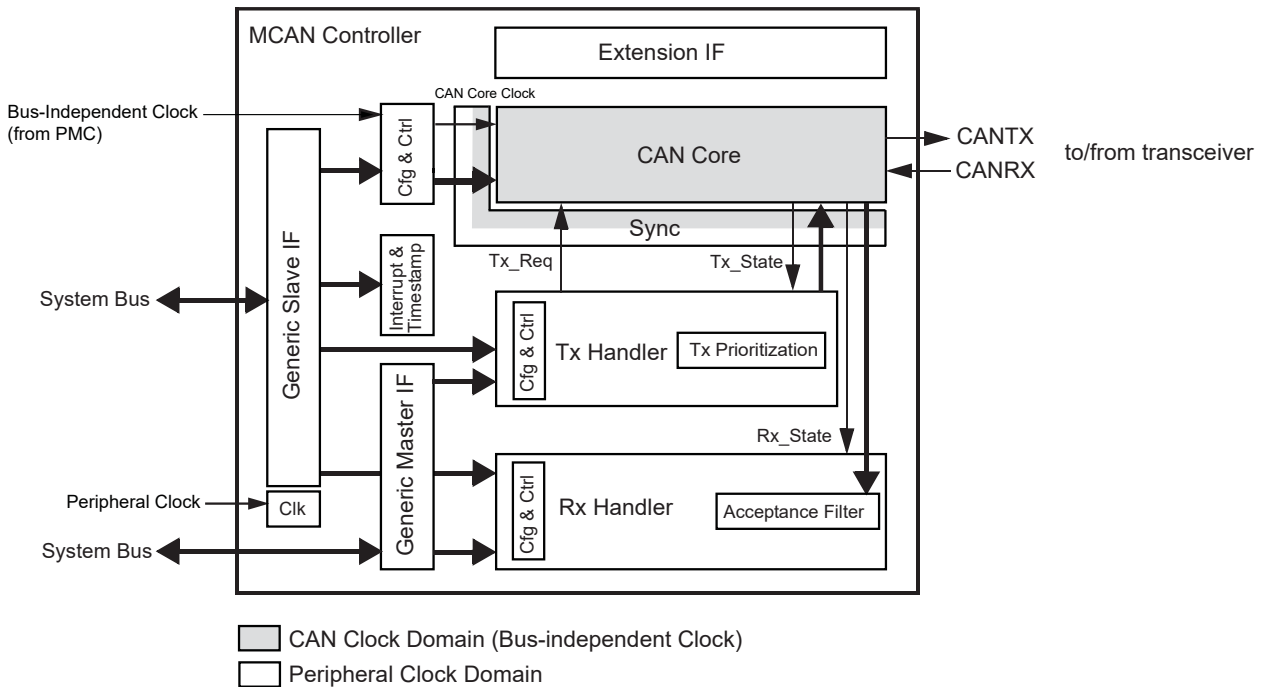 MCAN Controller
Extension IF
Bus-Independent Clock
(from PMC)
CAN Core Clock
Cfg & Ctrl
CAN Core
CANTX
CANRX
to/from transceiver
Sync
Tx_Req
Tx_State
Generic Slave IF
Interrupt &
Timestamp
System Bus
Cfg & Ctrl
Tx Handler
Tx Prioritization
Generic Master IF
Rx_State
Peripheral Clock
Clk
Cfg & Ctrl
Rx Handler
Acceptance Filter
System Bus
CAN Clock Domain (Bus-independent Clock)
Peripheral Clock Domain